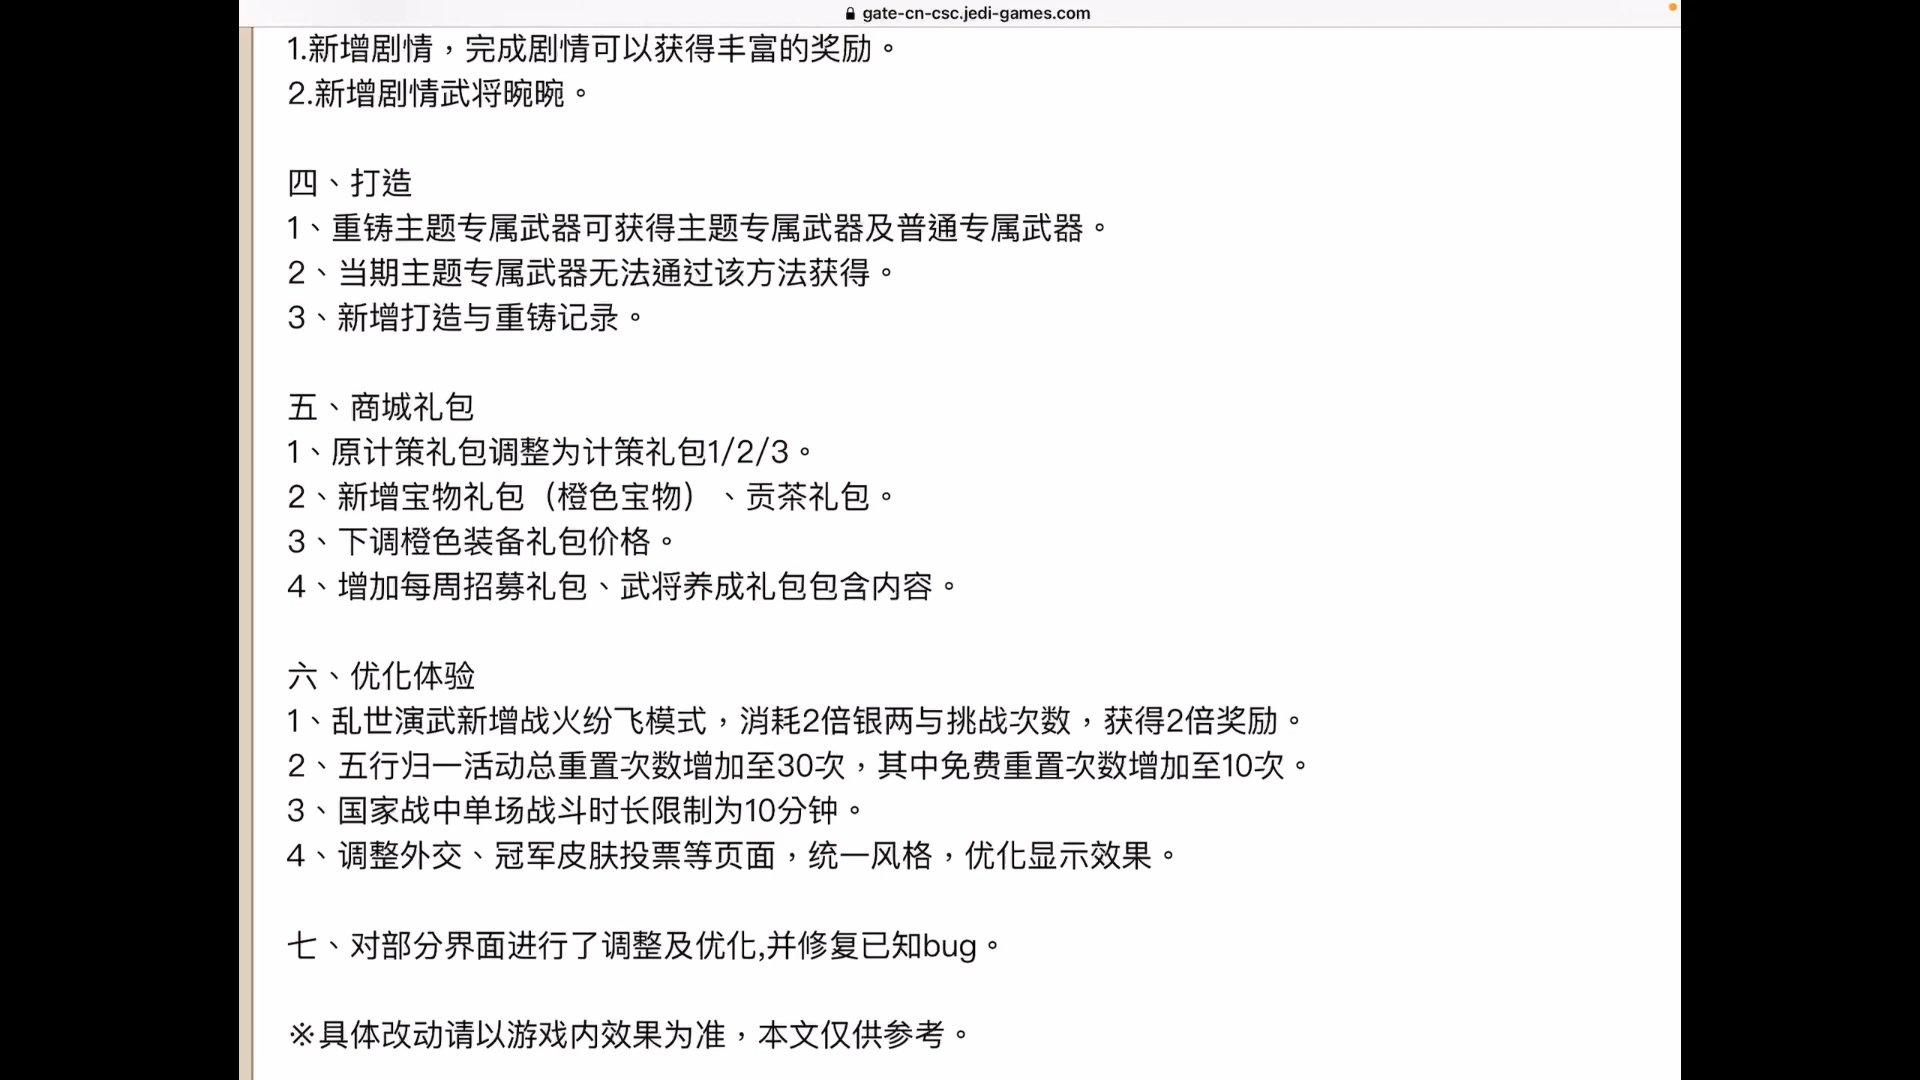 gate-cn-csc.jedi-games.com
1.新增剧情，完成剧情可以获得丰富的奖励。
2.新增剧情武将晼晼。
四、打造
1、重铸主题专属武器可获得主题专属武器及普通专属武器。
2、当期主题专属武器无法通过该方法获得。
3、新增打造与重铸记录。
五、商城礼包
1、原计策礼包调整为计策礼包1/2/3。
2、新增宝物礼包（橙色宝物）、贡茶礼包。
3、下调橙色装备礼包价格。
4、增加每周招募礼包、武将养成礼包包含内容。
六、优化体验
1、乱世演武新增战火纷飞模式，消耗2倍银两与挑战次数，获得2倍奖励。
2、五行归一活动总重置次数增加至30次，其中免费重置次数增加至10次。
3、国家战中单场战斗时长限制为10分钟。
4、调整外交、冠军皮肤投票等页面，统一风格，优化显示效果。
七、对部分界面进行了调整及优化,并修复已知bug。
※具体改动请以游戏内效果为准，本文仅供参考。